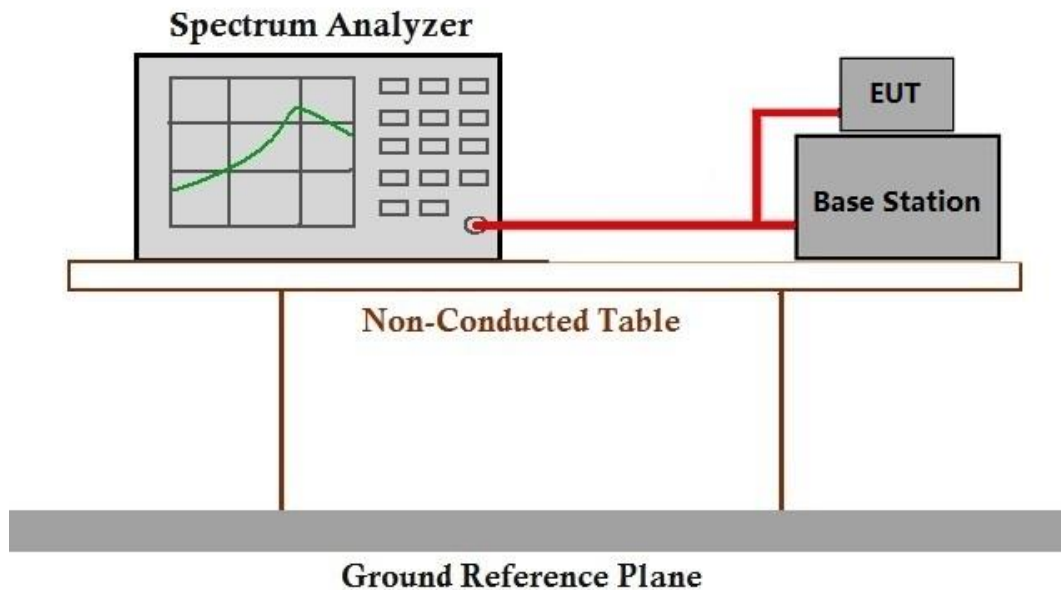 Spectrum Analyzer
EUT
Base Station
Non-Conducted Table
Ground Reference Plane